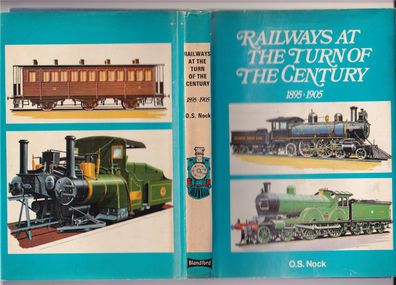 RAILWAYS
AT THE
TURN
OF THE
CENTURY
1895-1905
O.S. Nock
Blandford
RAILWAYS AT
THE TURN OF
THE CENTURY
1895-1905
O.S. Nock